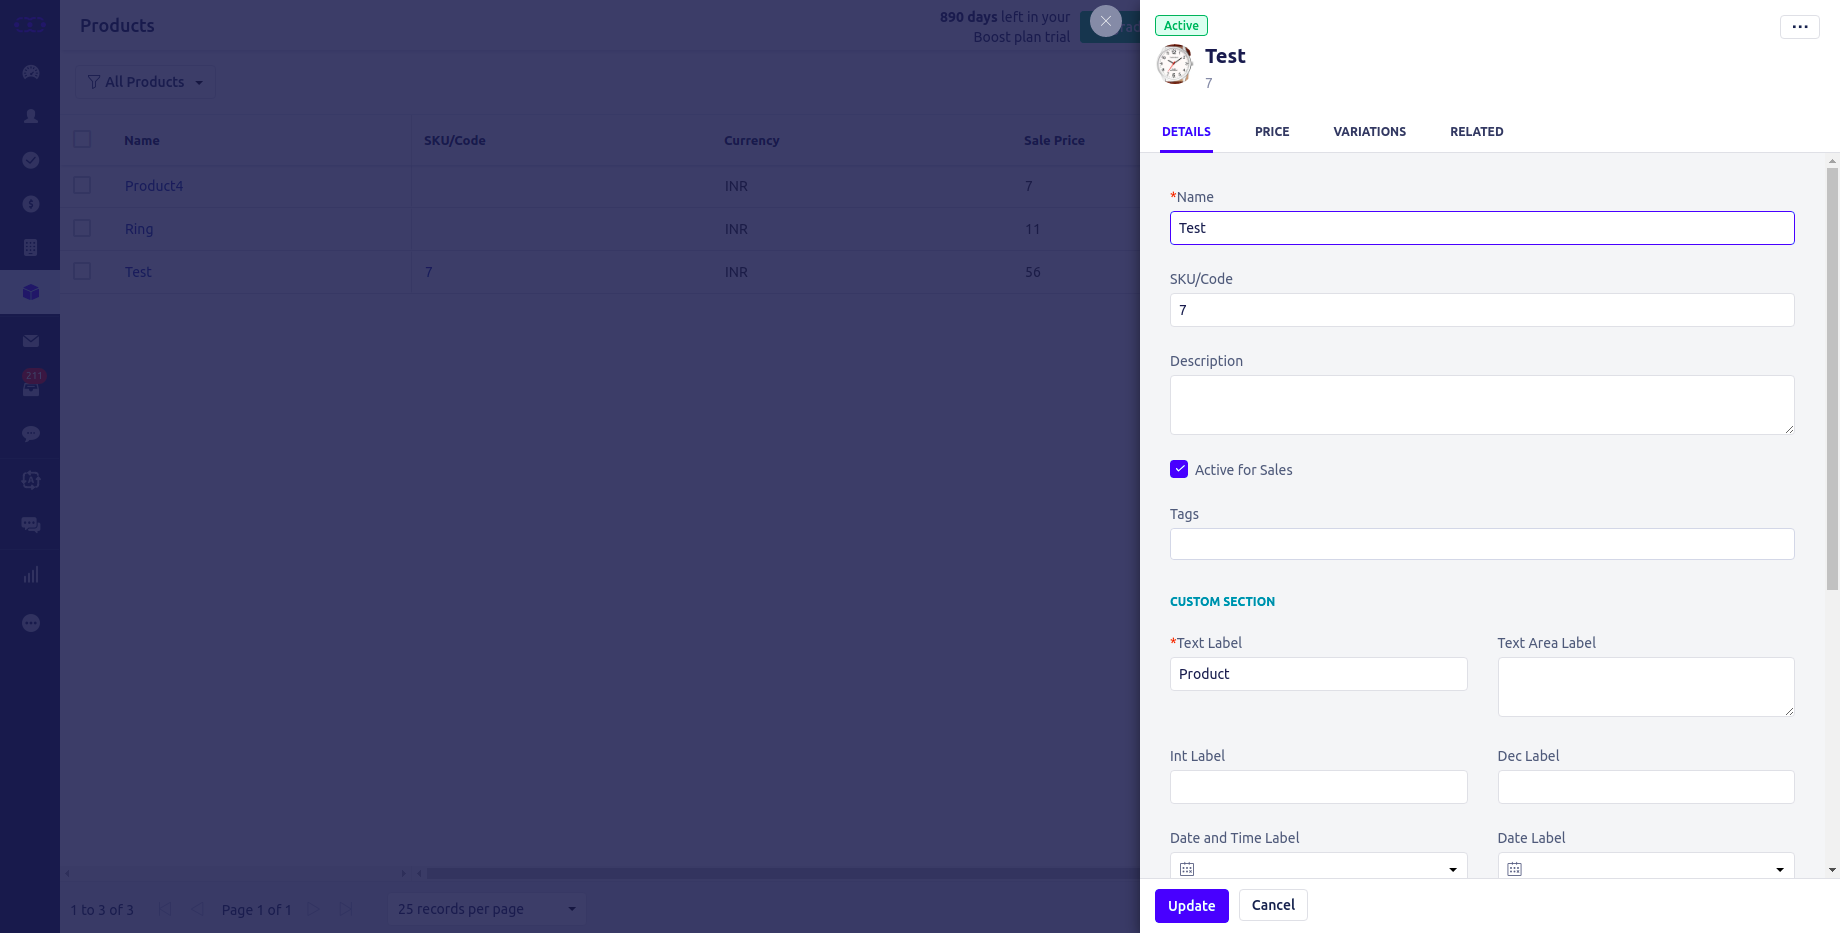 Products
890 days left in your
Boost plan trial
All Products
Name
SKU/Code
Currency
Sale Price
Product4
INR
7
Ring
INR
11
Test
7
INR
56
211
1 to 3 of 3
Page 1 of 1
25 records per page
Active
Test
7
DETAILS
PRICE
VARIATIONS
RELATED
*Name
Test
SKU/Code
7
Description
Active for Sales
Tags
CUSTOM SECTION
*Text Label
Text Area Label
Product
Int Label
Dec Label
Date and Time Label
Date Label
Update
Cancel